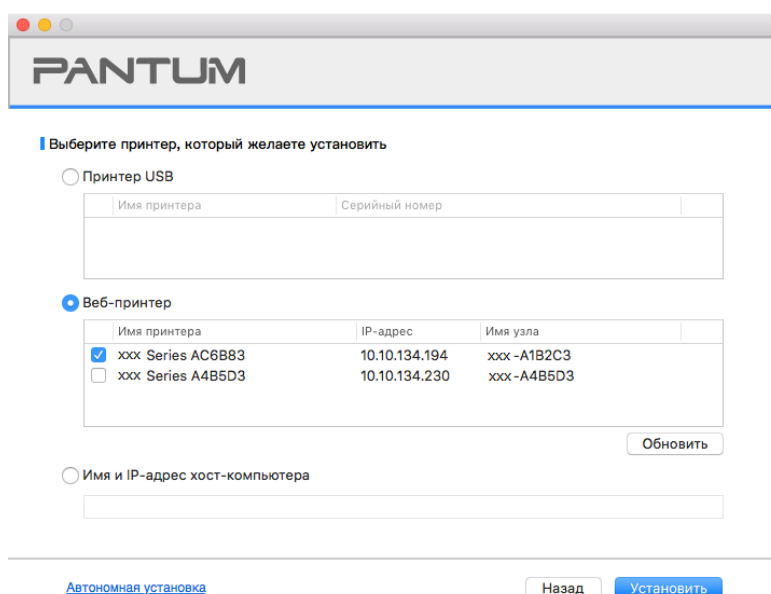 PANTUM
Выберите принтер, который желаете установить
Принтер USB
Имя принтера Серийный номер
Веб-принтер
Имя принтера IP-адрес Имя узла
xxx Series AC6B83 10.10.134.194 xxx-A1B2C3
xxx Series A4B5D3 10.10.134.230 xxx-A4B5D3
Обновить
Имя и IP-адрес хост-компьютера
Автономная установка Назад Установить